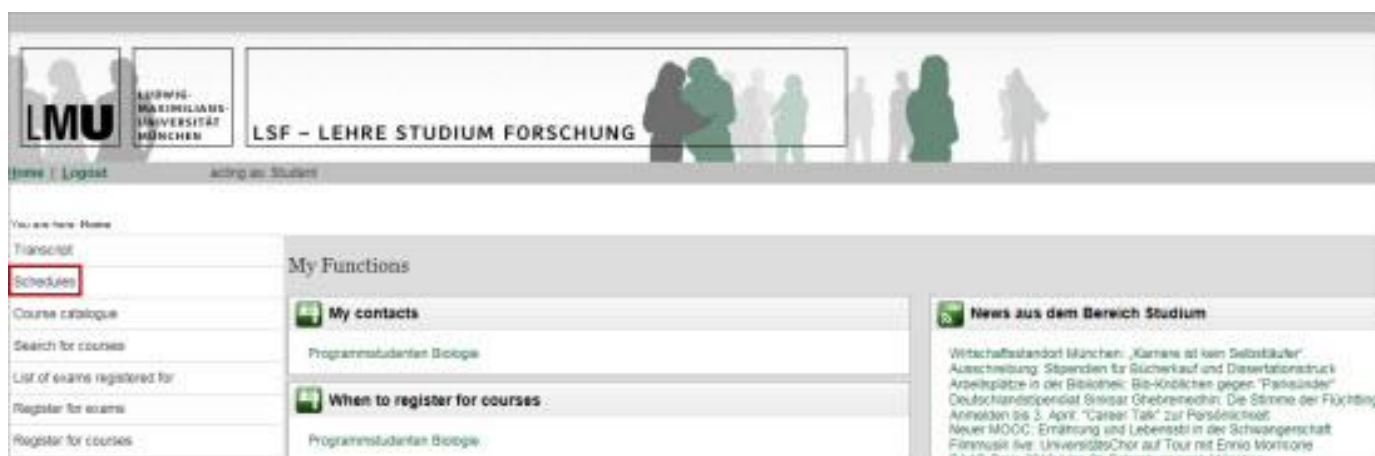 LMU
LUDWIG-
MAXIMILIANS-
UNIVERSITÄT
MÜNCHEN
LSF – LEHRE STUDIUM FORSCHUNG
Home | Logout
acting as: Student
You are here: Home
Transcript
Schedules
Course catalogue
Search for courses
List of exams registered for
Register for exams
Register for courses
My Functions
My contacts
Programmstudenten Biologie
When to register for courses
Programmstudenten Biologie
News aus dem Bereich Studium
Wirtschaftsstandort München: „Karriere ist kein Selbstläufer“
Ausschreibung: Stipendien für Bücherkauf und Dissertationsdruck
Arbeitsplätze in der Bibliothek: Bio-Knöllchen gegen "Parksünder"
Deutschlandstipendiat Ghebremedhin: Die Stimme der
Anmelden bis 3. April: "Career Talk" zur Persönlichkeit
Neuer MOOC: Ernährung und Lebensstil in der Schwangerschaft
Filmmusik live: UniversitätsChor auf Tour mit Ennio Morricone